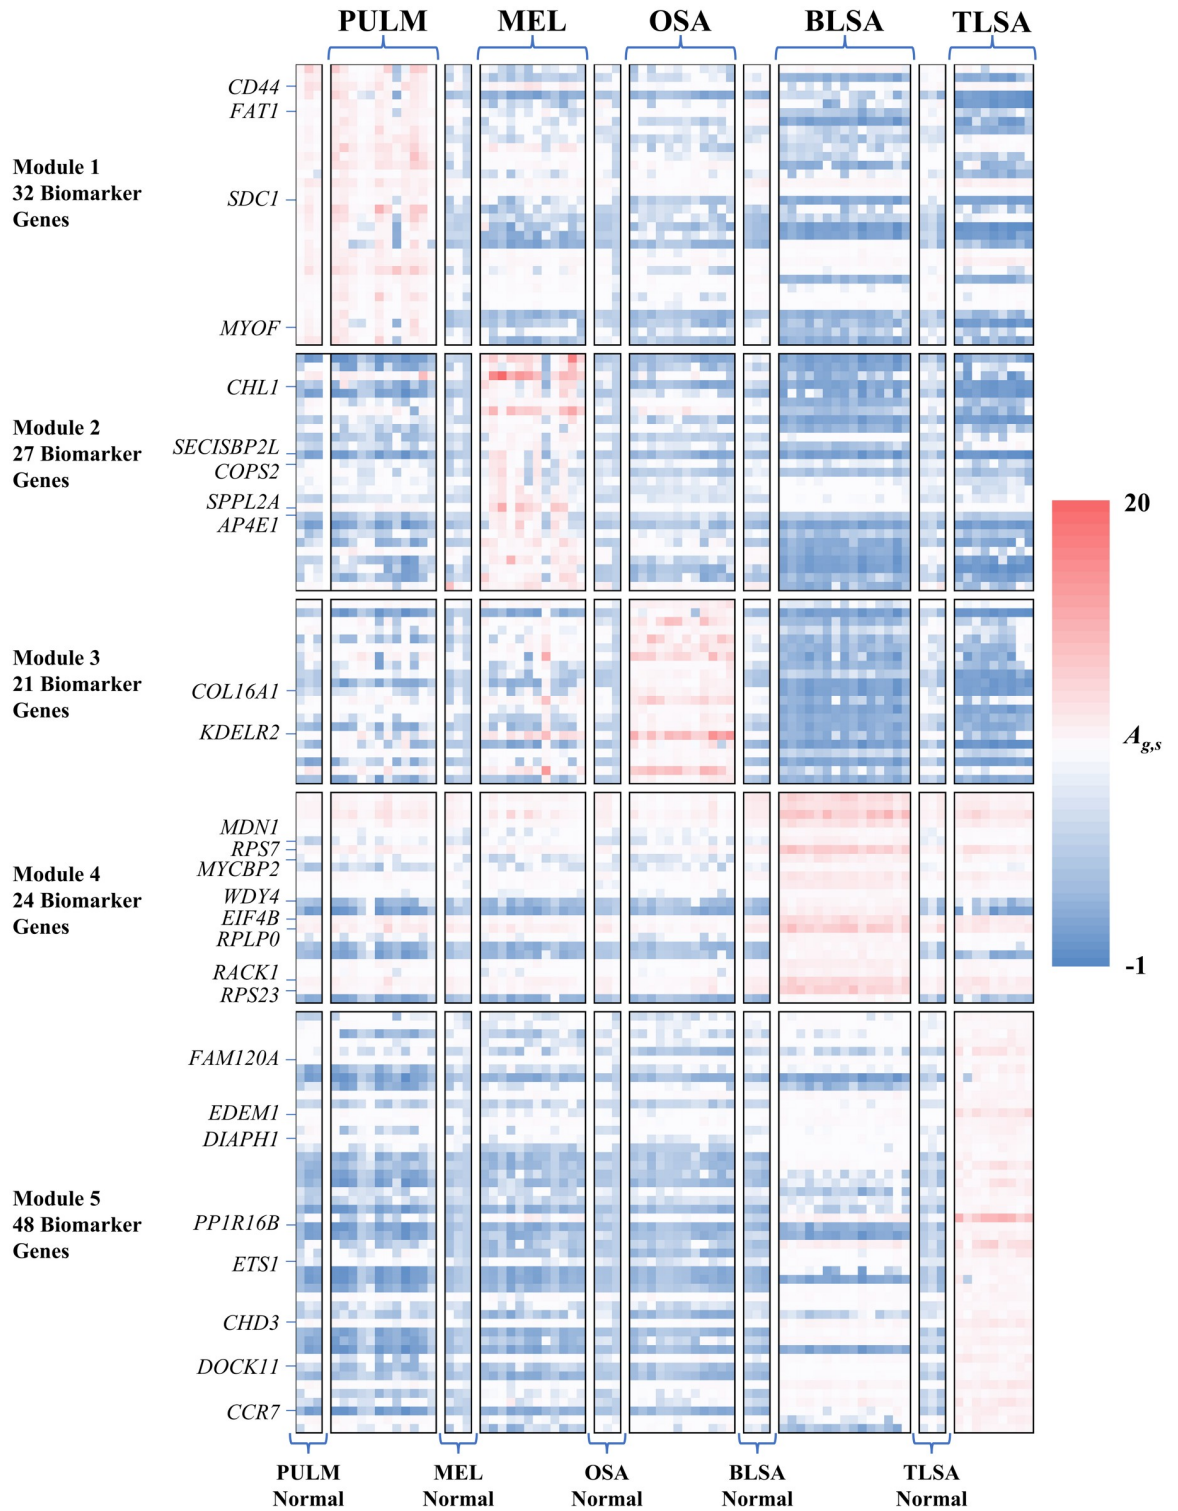 PULM MEL OSA BLSA TLSA
Module 1
32 Biomarker
Genes
CD44
FAT1
SDC1
MYOF
Module 2
27 Biomarker
Genes
CHL1
SECISBP2L
COPS2
SPPL2A
AP4E1
Module 3
21 Biomarker
Genes
COL16A1
KDELR2
Module 4
24 Biomarker
Genes
MDN1
RPS7
MYCBP2
WDY4
EIF4B
RPLP0
RACK1
RPS23
Module 5
48 Biomarker
Genes
FAM120A
EDEM1
DIAPH1
PP1R16B
ETS1
CHD3
DOCK11
CCR7
20
Ag,s
-1
PULM MEL OSA BLSA TLSA
Normal Normal Normal Normal Normal